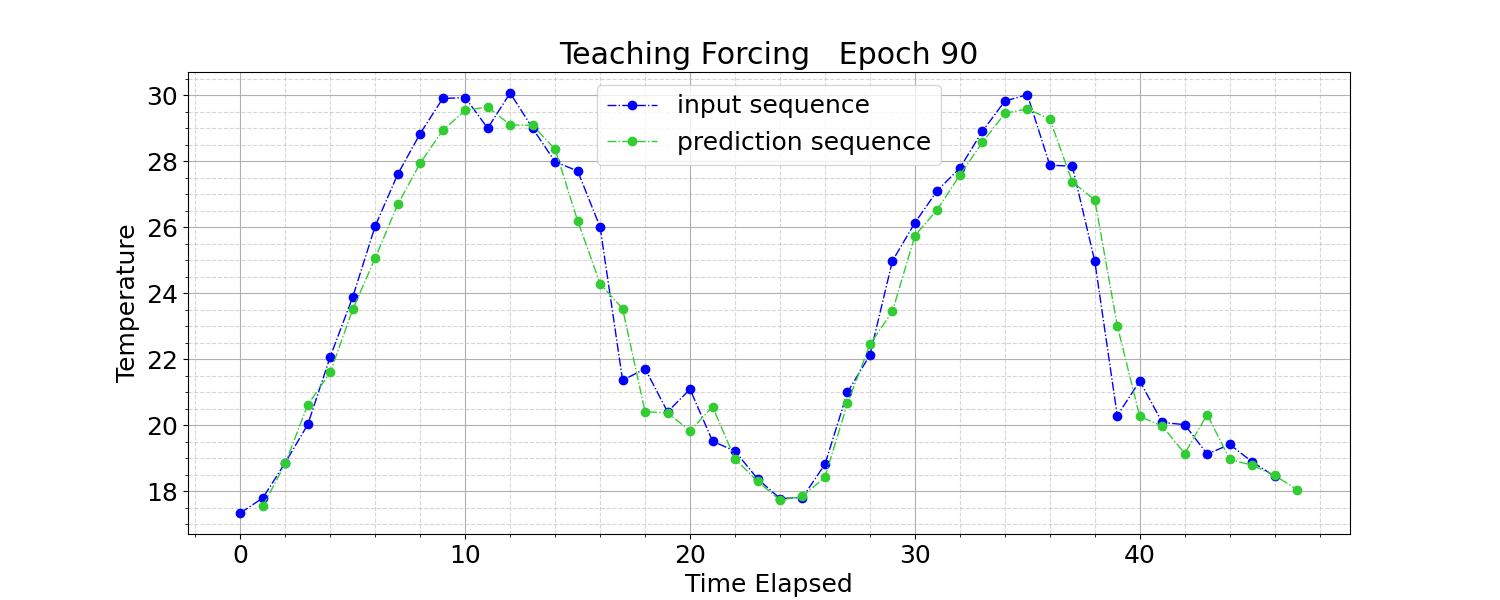 Teaching Forcing   Epoch 90
input sequence
prediction sequence
Temperature
30
28
26
24
22
20
18
0 10 20 30 40
Time Elapsed